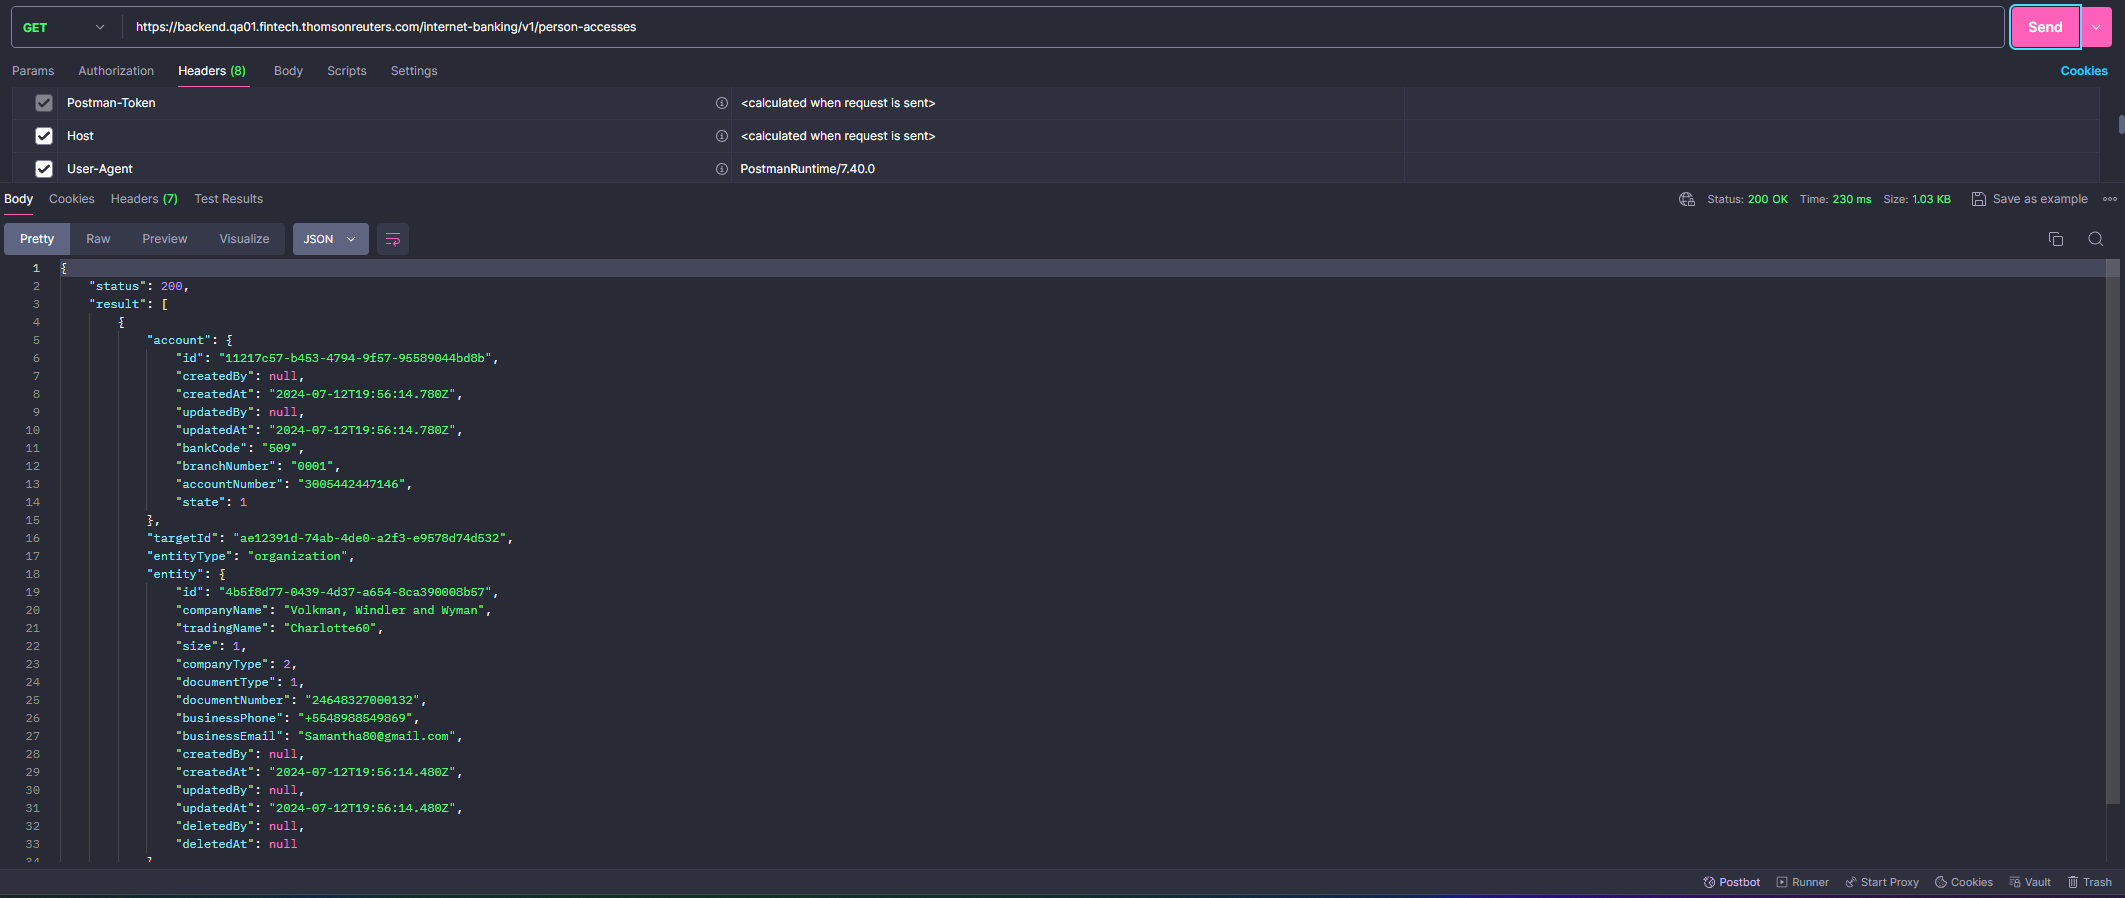 GET https://backend.qa01.fintech.thomsonreuters.com/internet-banking/v1/person-accesses Send
Params Authorization Headers (8) Body Scripts Settings Cookies
Postman-Token <calculated when request is sent>
Host <calculated when request is sent>
User-Agent PostmanRuntime/7.40.0
Body Cookies Headers (7) Test Results Status: 200 OK Time: 230 ms Size: 1.03 KB Save as example
Pretty Raw Preview Visualize JSON
1 {
2 "status": 200,
3 "result": [
4 {
5 "account": {
6 "id": "11217c57-b453-4794-9f57-95589044bd8b",
7 "createdBy": null,
8 "createdAt": "2024-07-12T19:56:14.780Z",
9 "updatedBy": null,
10 "updatedAt": "2024-07-12T19:56:14.780Z",
11 "bankCode": "509",
12 "branchNumber": "0001",
13 "accountNumber": "3005442447146",
14 "state": 1
15 },
16 "targetId": "ae12391d-74ab-4de0-a2f3-e9578d74d532",
17 "entityType": "organization",
18 "entity": {
19 "id": "4b5f8d77-0439-4d37-a654-8ca390008b57",
20 "companyName": "Volkman, Windler and Wyman",
21 "tradingName": "Charlotte60",
22 "size": 1,
23 "companyType": 2,
24 "documentType": 1,
25 "documentNumber": "24648327000132",
26 "businessPhone": "+5548988549869",
27 "businessEmail": "Samantha80@gmail.com",
28 "createdBy": null,
29 "createdAt": "2024-07-12T19:56:14.480Z",
30 "updatedBy": null,
31 "updatedAt": "2024-07-12T19:56:14.480Z",
32 "deletedBy": null,
33 "deletedAt": null
34 }
Postbot Runner Start Proxy Cookies Vault Trash